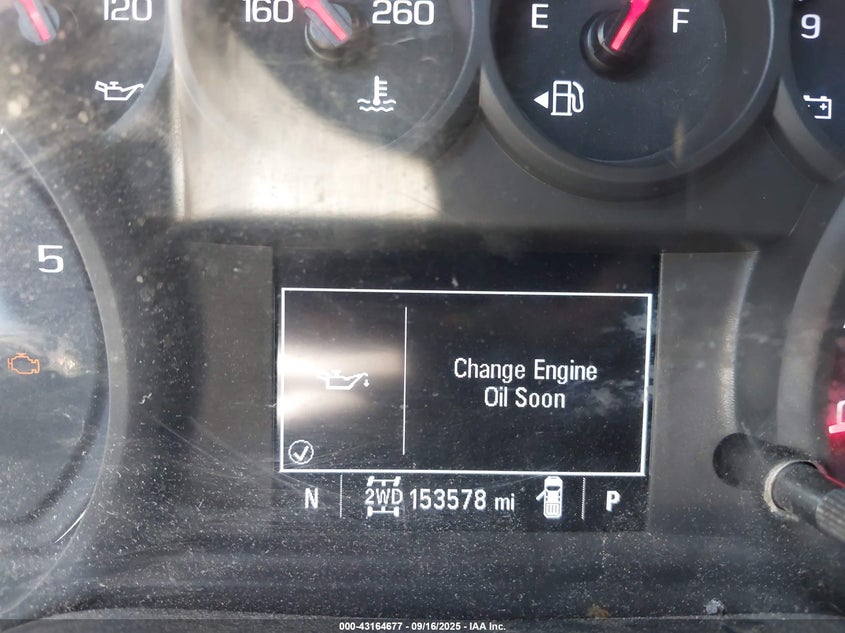 120
160
260
E
F
9
5
Change Engine
Oil Soon
N
2WD
153578 mi
P
000-43164677 - 09/16/2025 - IAA Inc.